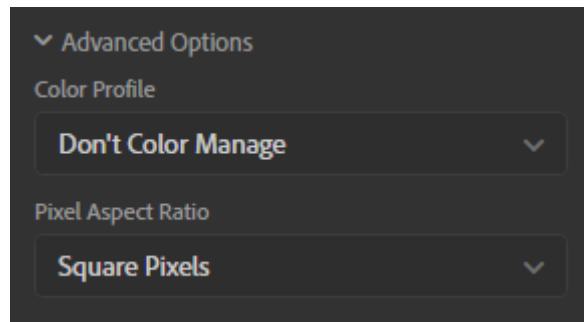 Advanced Options
Color Profile
Don't Color Manage
Pixel Aspect Ratio
Square Pixels